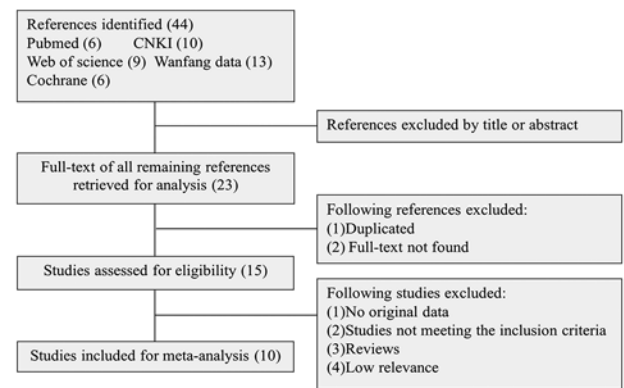 References identified (44)
Pubmed (6) CNKI (10)
Web of science (9) Wanfang data (13)
Cochrane (6)
References excluded by title or abstract
Full-text of all remaining references
retrieved for analysis (23)
Following references excluded:
(1)Duplicated
(2) Full-text not found
Studies assessed for eligibility (15)
Following studies excluded:
(1)No original data
(2)Studies not meeting the inclusion criteria
(3)Reviews
(4)Low relevance
Studies included for meta-analysis (10)